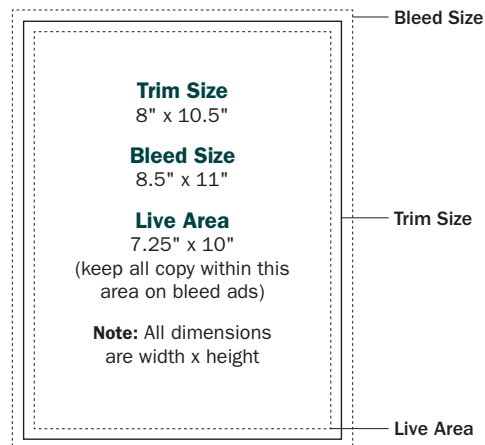 Bleed Size
Trim Size
8" x 10.5"
Bleed Size
8.5" x 11"
Live Area
7.25" x 10"
(keep all copy within this
area on bleed ads)
Note: All dimensions
are width x height
Trim Size
Live Area